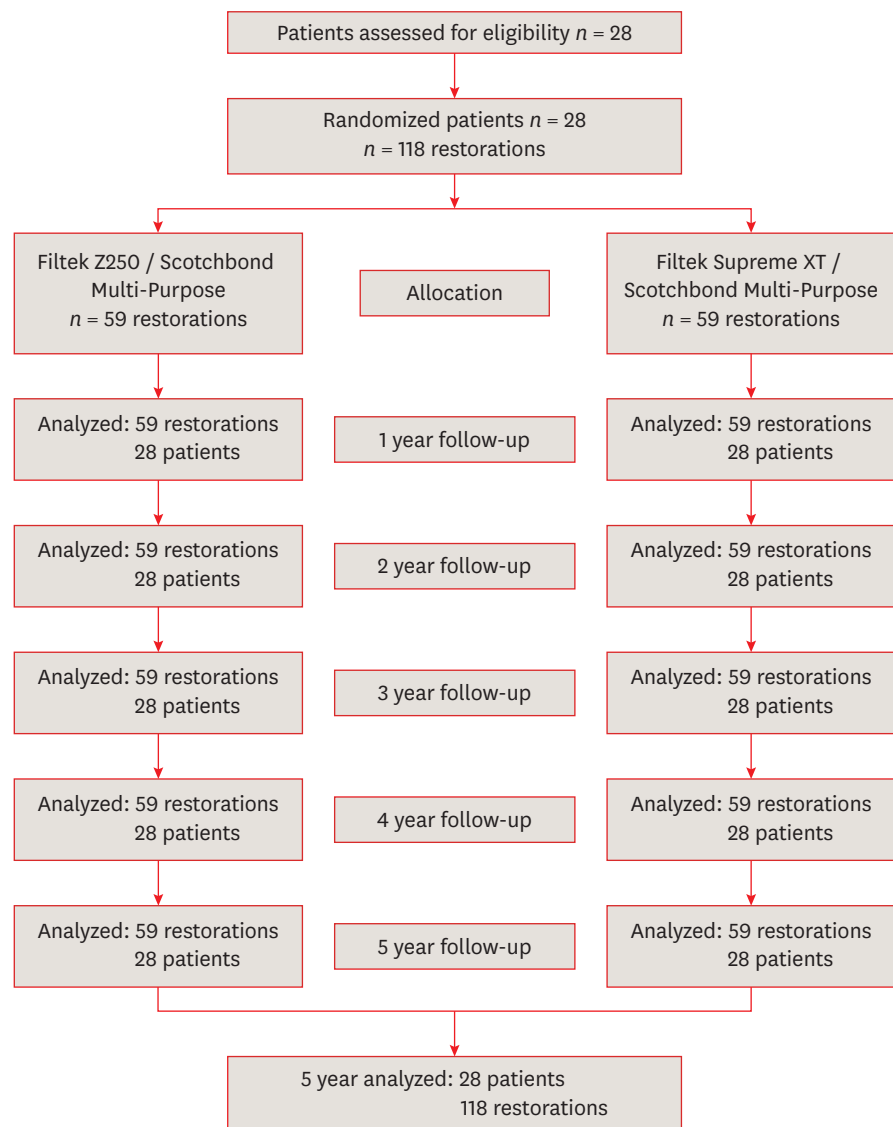 Patients assessed for eligibility n = 28
Randomized patients n = 28
n = 118 restorations
Filtek Z250 / Scotchbond
Multi-Purpose
n = 59 restorations
Allocation
Filtek Supreme XT /
Scotchbond Multi-Purpose
n = 59 restorations
Analyzed: 59 restorations
28 patients
1 year follow-up
Analyzed: 59 restorations
28 patients
Analyzed: 59 restorations
28 patients
2 year follow-up
Analyzed: 59 restorations
28 patients
Analyzed: 59 restorations
28 patients
3 year follow-up
Analyzed: 59 restorations
28 patients
Analyzed: 59 restorations
28 patients
4 year follow-up
Analyzed: 59 restorations
28 patients
Analyzed: 59 restorations
28 patients
5 year follow-up
Analyzed: 59 restorations
28 patients
5 year analyzed: 28 patients
118 restorations